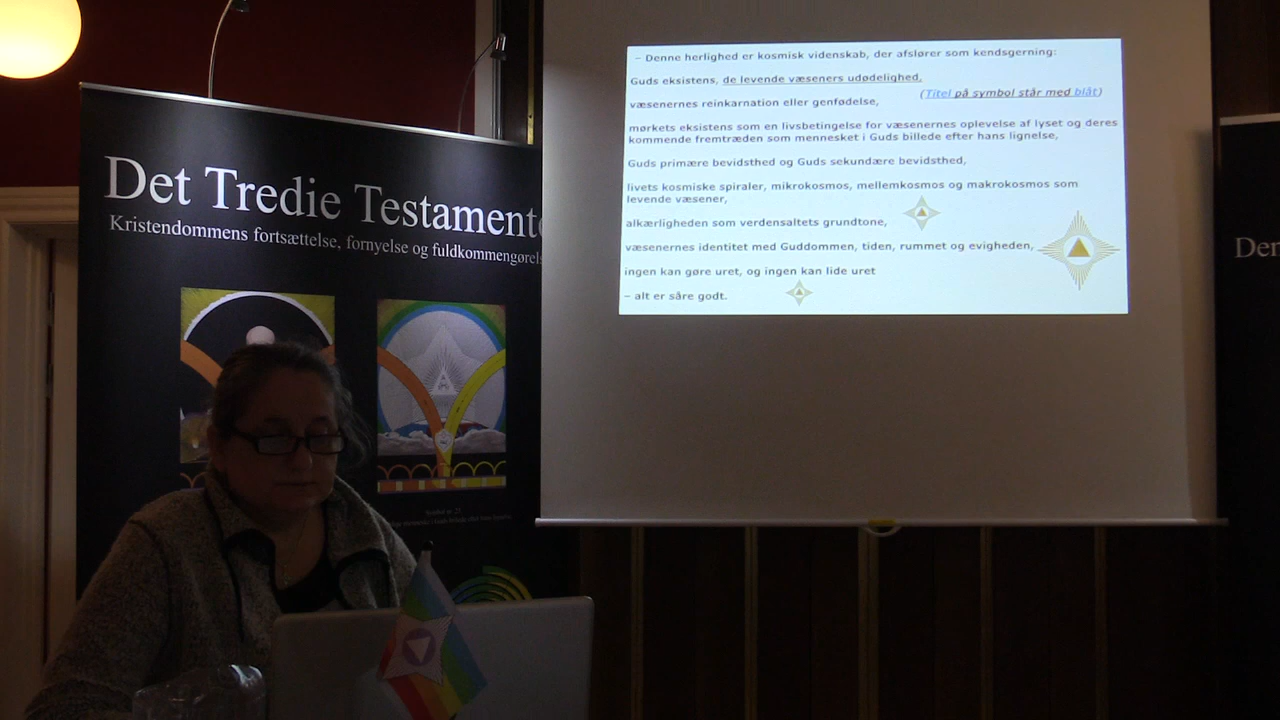 Det Tredie Testamente
Kristendommens fortsættelse, fornyelse og fuldkommengørels
– Denne herlighed er kosmisk videnskab, der afslører som kendsgerning:
Guds eksistens, de levende væseners udødelighed,
(Titel på symbol står med blåt)
væsenernes reinkarnation eller genfødelse,
mørkets eksistens som en livsbetingelse for væsenernes oplevelse af lyset og deres
kommende fremtræden som mennesket i Guds billede efter hans lignelse,
Guds primære bevidsthed og Guds sekundære bevidsthed,
livets kosmiske spiraler, mikrokosmos, mellemkosmos og makrokosmos som
levende væsener,
alkærligheden som verdensaltets grundtone,
væsenernes identitet med Guddommen, tiden, rummet og evigheden,
ingen kan gøre uret, og ingen kan lide uret
– alt er såre godt.
Den